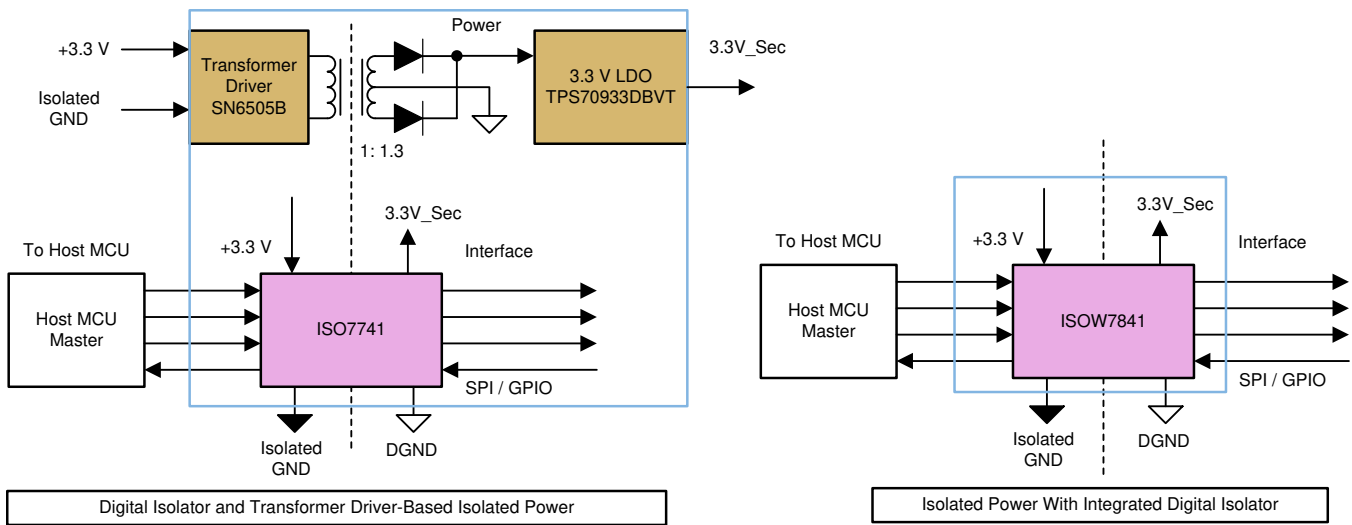 +3.3 V
Isolated
GND
Transformer
Driver
SN6505B
1: 1.3
Power
3.3 V LDO
TPS70933DBVT
3.3V_Sec
To Host MCU
Host MCU
Master
+3.3 V
3.3V_Sec
Interface
ISO7741
SPI / GPIO
Isolated
GND
DGND
Digital Isolator and Transformer Driver-Based Isolated Power
To Host MCU
Host MCU
Master
+3.3 V
3.3V_Sec
Interface
ISOW7841
SPI / GPIO
Isolated
GND
DGND
Isolated Power With Integrated Digital Isolator